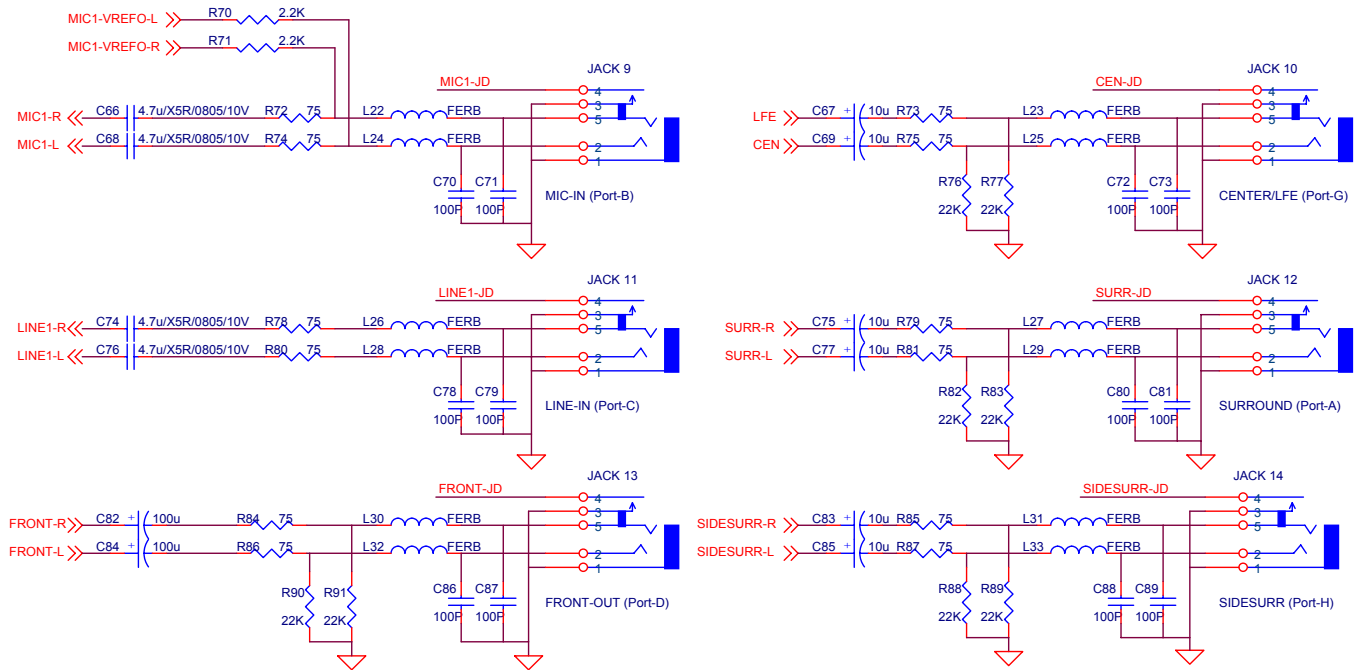 MIC1-VREFO-L R70 2.2K
MIC1-VREFO-R R71 2.2K
MIC1-JD JACK 9
4
3
MIC1-R C66 4.7u/X5R/0805/10V R72 75 L22 FERB 5
MIC1-L C68 4.7u/X5R/0805/10V R74 75 L24 FERB 2
1
C70 C71
100P 100P
MIC-IN (Port-B)
CEN-JD JACK 10
4
3
LFE C67 + 10u R73 75 L23 FERB 5
CEN C69 + 10u R75 75 L25 FERB 2
1
R76 R77 C72 C73
22K 22K 100P 100P
CENTER/LFE (Port-G)
LINE1-JD JACK 11
4
3
LINE1-R C74 4.7u/X5R/0805/10V R78 75 L26 FERB 5
LINE1-L C76 4.7u/X5R/0805/10V R80 75 L28 FERB 2
1
C78 C79
100P 100P
LINE-IN (Port-C)
SURR-JD JACK 12
4
3
SURR-R C75 + 10u R79 75 L27 FERB 5
SURR-L C77 + 10u R81 75 L29 FERB 2
1
R82 R83 C80 C81
22K 22K 100P 100P
SURROUND (Port-A)
FRONT-JD JACK 13
4
3
FRONT-R C82 + 100u R84 75 L30 FERB 5
FRONT-L C84 + 100u R86 75 L32 FERB 2
1
R90 R91 C86 C87
22K 22K 100P 100P
FRONT-OUT (Port-D)
SIDESURR-JD JACK 14
4
3
SIDESURR-R C83 + 10u R85 75 L31 FERB 5
SIDESURR-L C85 + 10u R87 75 L33 FERB 2
1
R88 R89 C88 C89
22K 22K 100P 100P
SIDESURR (Port-H)